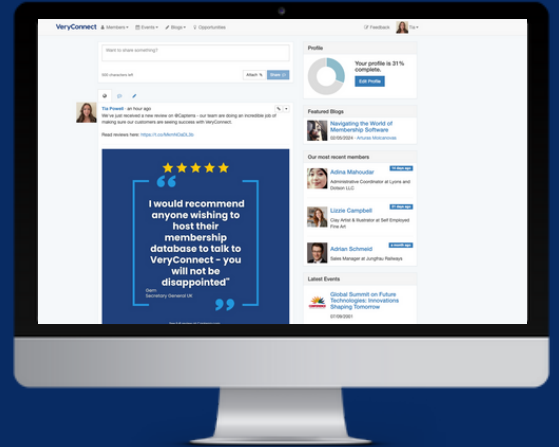 VeryConnect Members Events Blogs Opportunities Feedback Tia
Want to share something?
characters left
Attach Share
Tia Powell - an hour ago
We've just received a new review on @Capterra - our team are doing an incredible job of
making sure our customers are seeing success with VeryConnect
Read reviews here:
I would recommend
anyone wishing to
host their
membership
database to talk to
VeryConnect - you
will not be
disappointed"
Secretary General UK
Profile
Your profile is 31%
complete.
Edit Profile
Featured Blogs
Navigating the World of
Membership Software
Our most recent members
Adina Mahoudar
Administrative Coordinator at Lyons and
Dotson LLC
Lizzie Campbell
Clay Artist & Illustrator at Self Employed
Fine Art
Adrian Schmeid
a month ago
Sales Manager at Jungfrau Railways
Latest Events
Global Summit on Future
Technologies: Innovations
Shaping Tomorrow